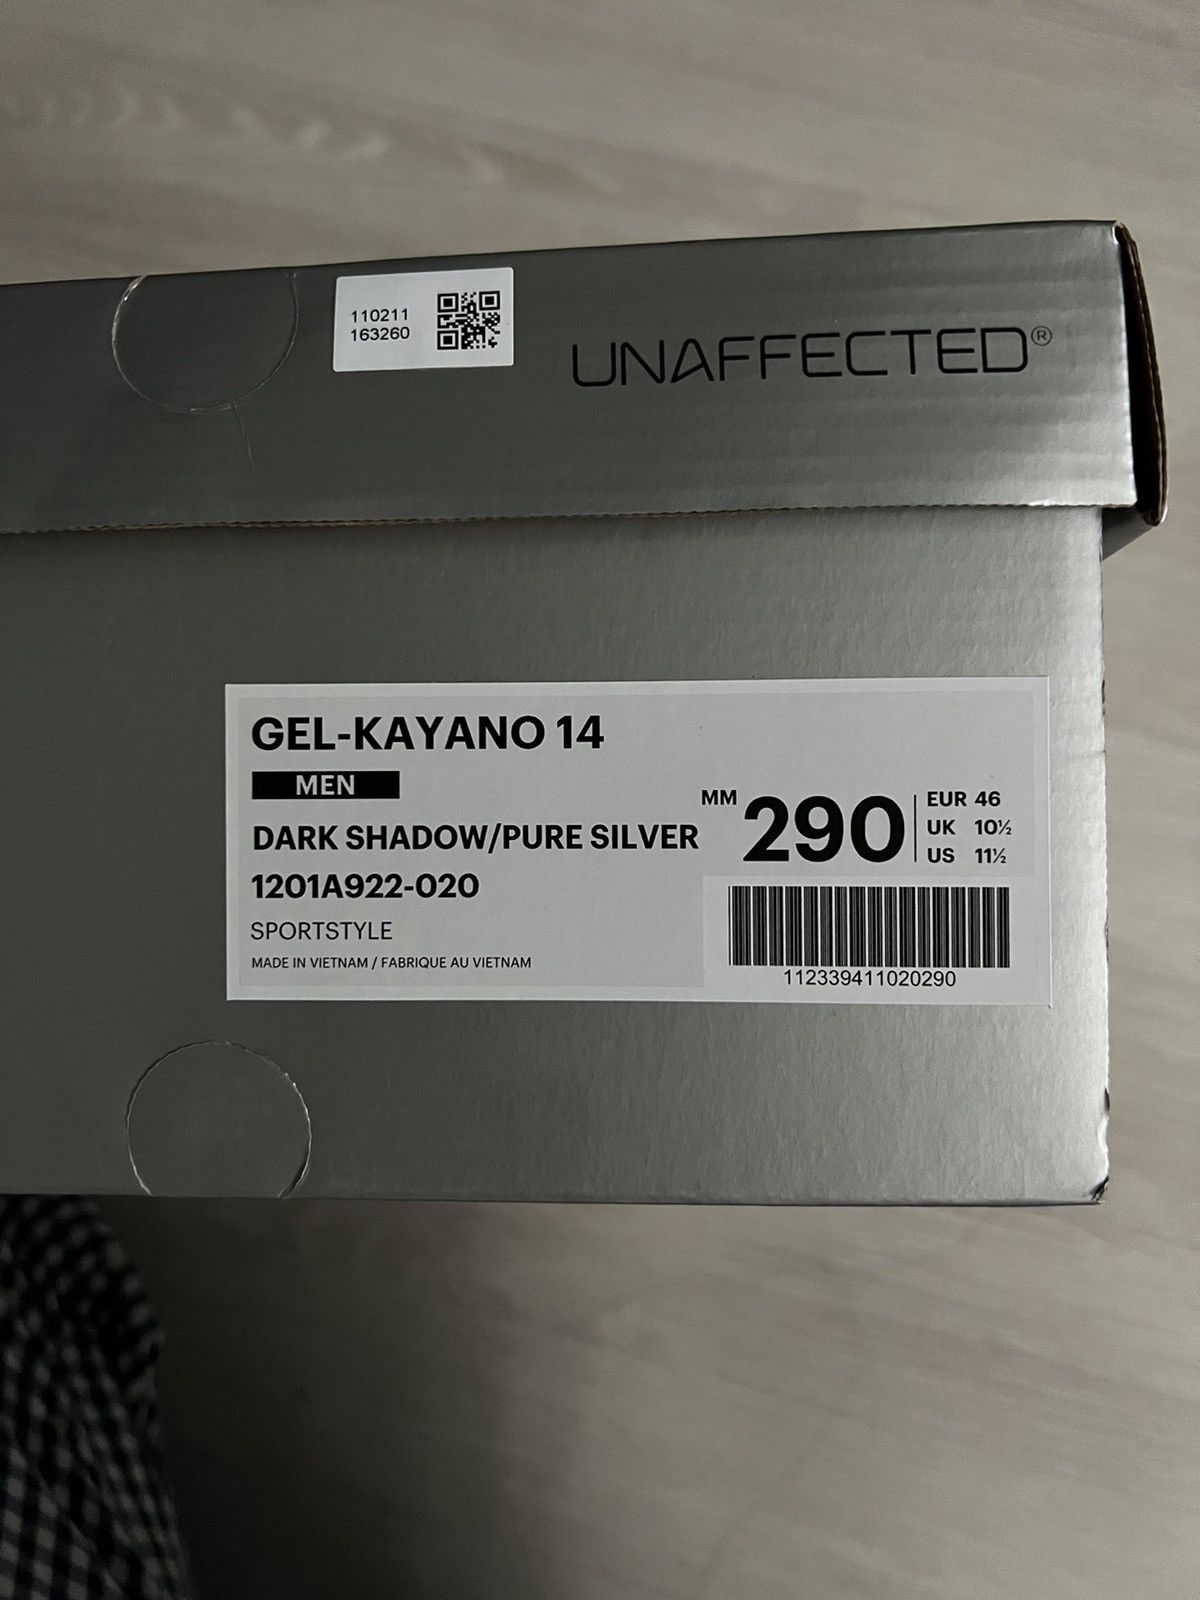 110211
163260
UNAFFECTED®
GEL-KAYANO 14
MEN
DARK SHADOW/PURE SILVER
1201A922-020
SPORTSTYLE
MADE IN VIETNAM / FABRIQUE AU VIETNAM
MM 290
EUR 46
UK 10½
US 11½
112339411020290